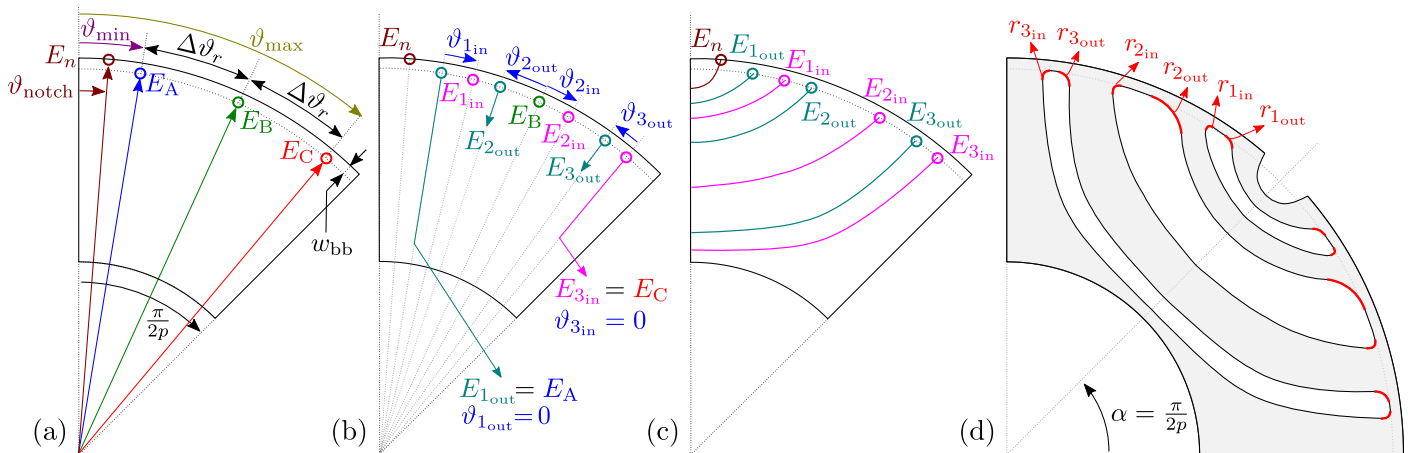 ϑ_min
Δϑ_r
ϑ_max
E_n
ϑ_notch
E_A
Δϑ_r
E_B
E_C
w_bb
π/2p
(a)
E_n
ϑ_1in
ϑ_2out
ϑ_2in
ϑ_3out
E_1in
E_2out
E_B
E_2in
E_3out
E_3in = E_C
ϑ_3in = 0
E_1out = E_A
ϑ_1out = 0
(b)
E_n
E_1out
E_1in
E_2out
E_2in
E_3out
E_3in
(c)
r_3in
r_3out
r_2in
r_2out
r_1in
r_1out
α = π/2p
(d)